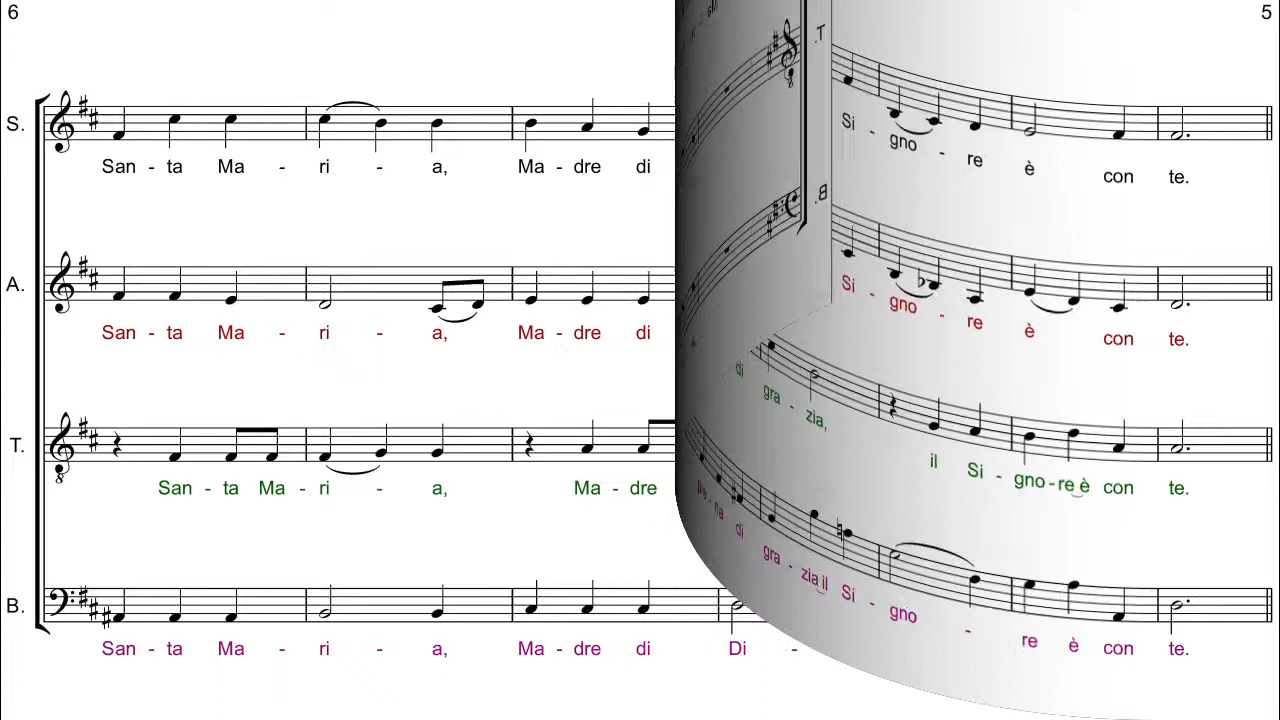 6
5
S.
San - ta Ma - ri - a, Ma - dre di
Si - gno - re è con te.
A.
San - ta Ma - ri - a, Ma - dre di
Si - gno - re è con te.
T.
San - ta Ma - ri - a, Ma - dre
di gra - zia, il Si - gno - re è con te.
B.
San - ta Ma - ri - a, Ma - dre di Di -
di gra - zia il Si - gno - re è con te.
T.
B.